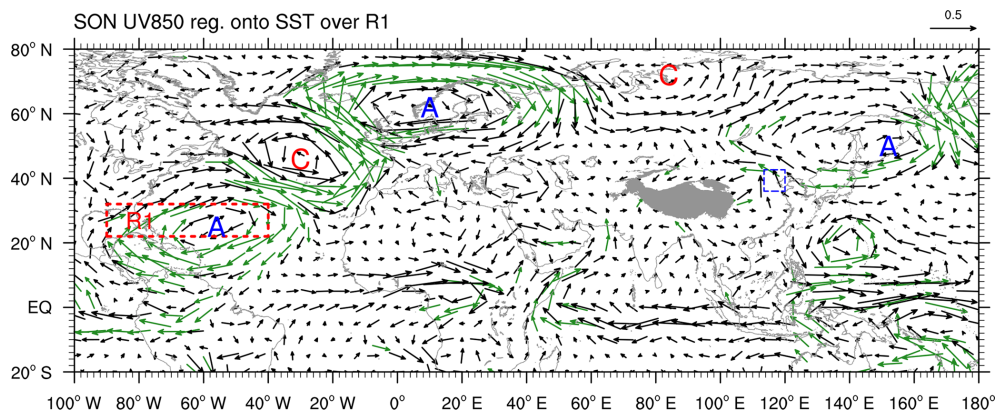 SON UV850 reg. onto SST over R1
0.5
80° N
C
60° N
A
A
C
40° N
R1
A
20° N
EQ
20° S
100° W 80° W 60° W 40° W 20° W 0° 20° E 40° E 60° E 80° E 100° E 120° E 140° E 160° E 180°